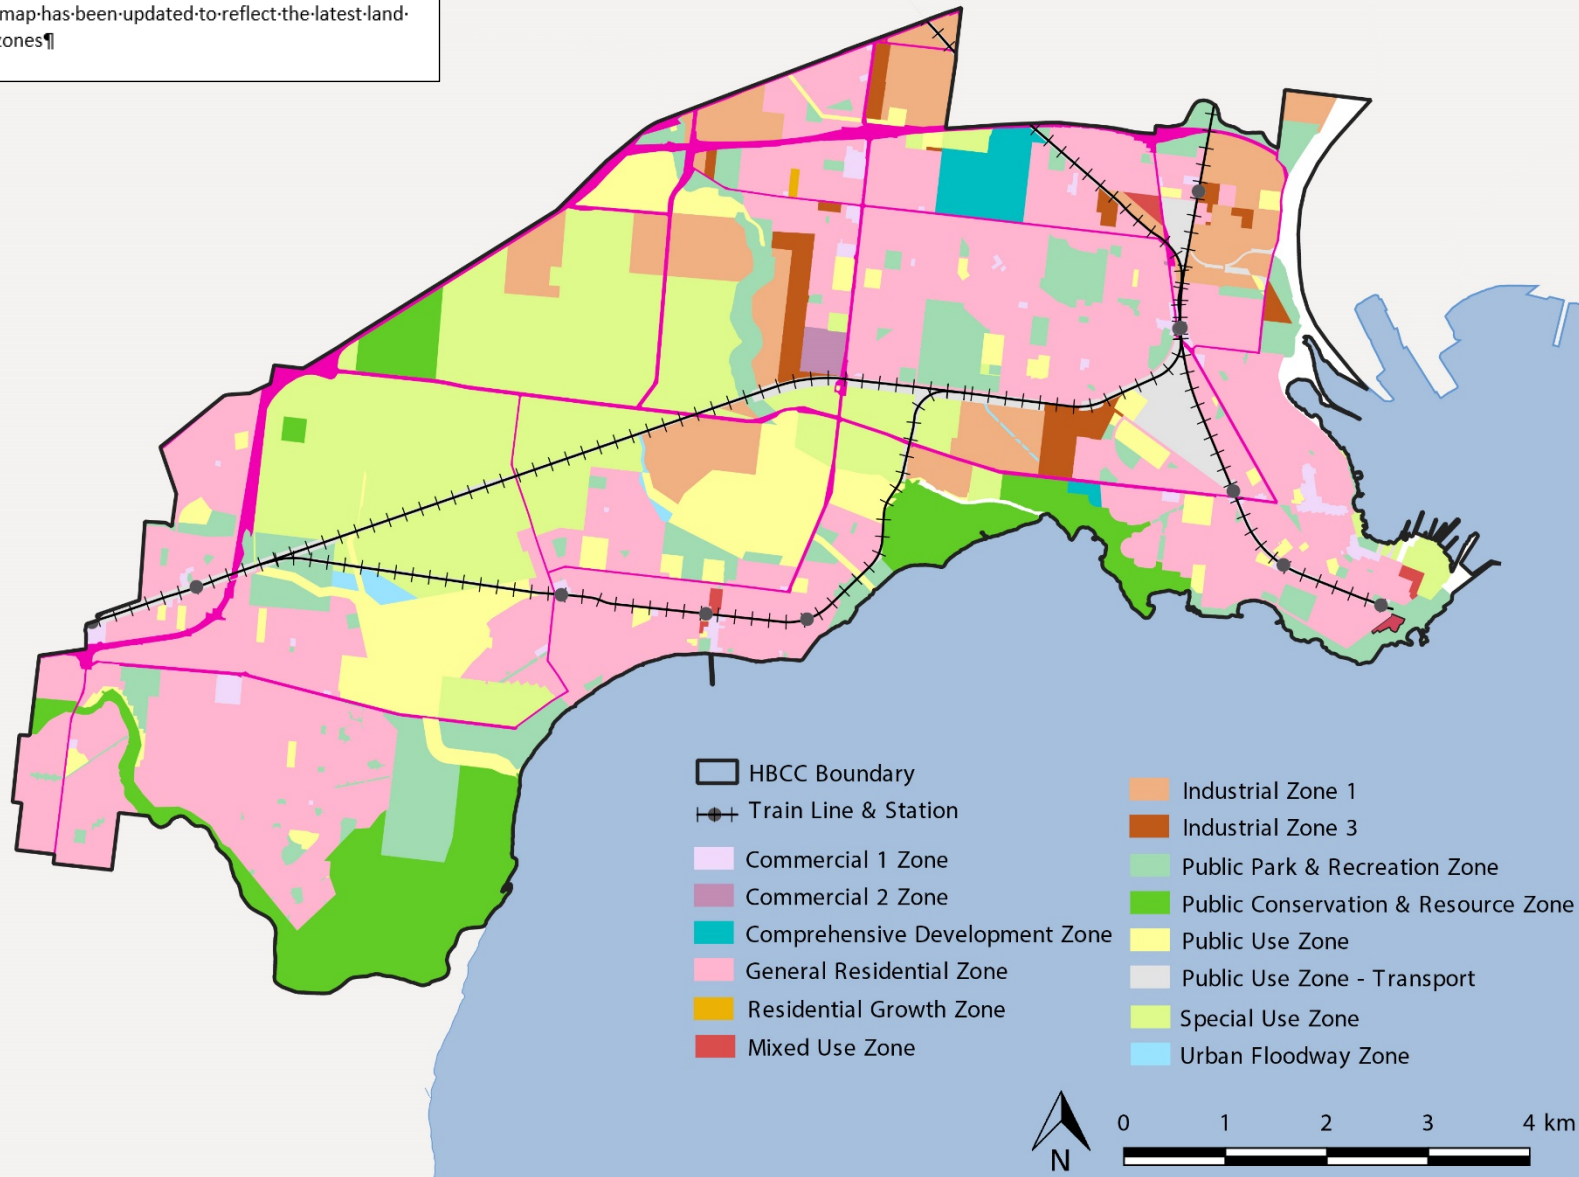 map·has·been·updated·to·reflect·the·latest·land·
zones¶
HBCC Boundary
Train Line & Station
Commercial 1 Zone
Commercial 2 Zone
Comprehensive Development Zone
General Residential Zone
Residential Growth Zone
Mixed Use Zone
Industrial Zone 1
Industrial Zone 3
Public Park & Recreation Zone
Public Conservation & Resource Zone
Public Use Zone
Public Use Zone - Transport
Special Use Zone
Urban Floodway Zone
N
0 1 2 3 4 km